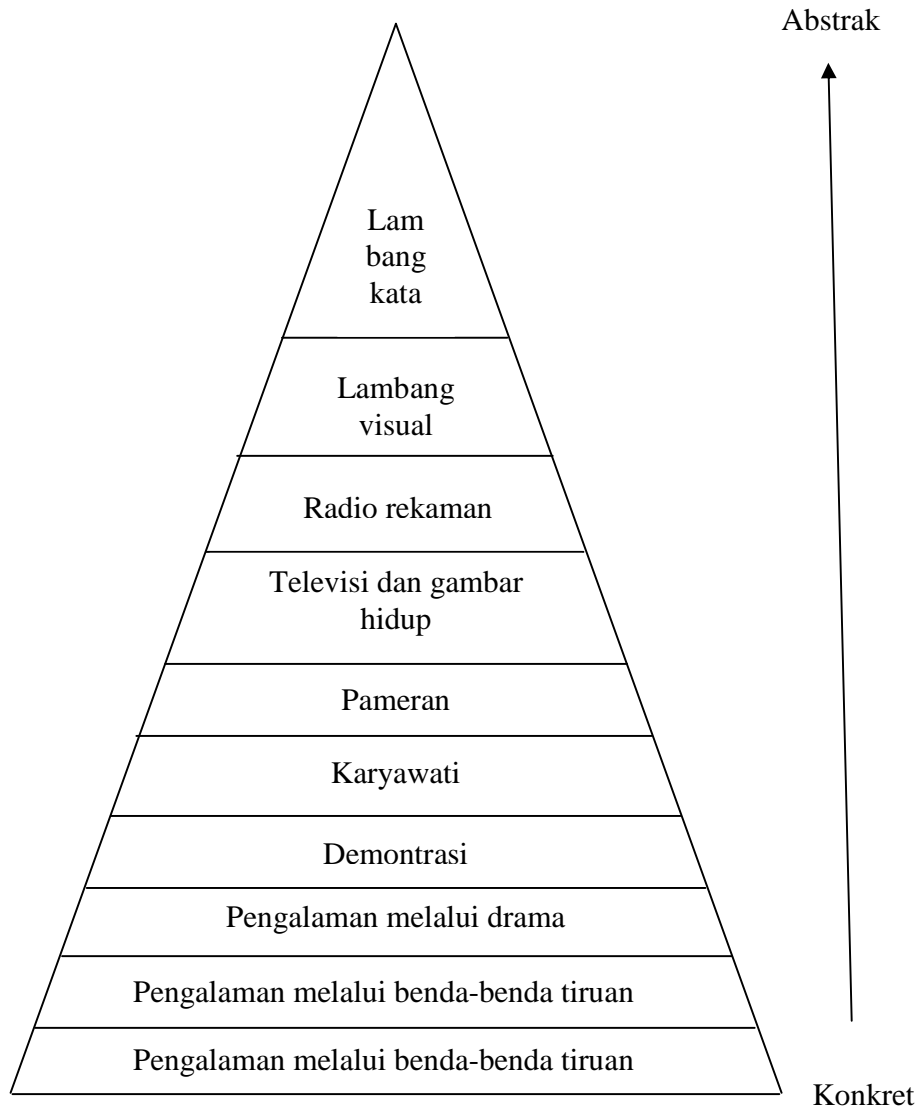 Abstrak
Lam
bang
kata
Lambang
visual
Radio rekaman
Televisi dan gambar
hidup
Pameran
Karyawati
Demontrasi
Pengalaman melalui drama
Pengalaman melalui benda-benda tiruan
Pengalaman melalui benda-benda tiruan
Konkret